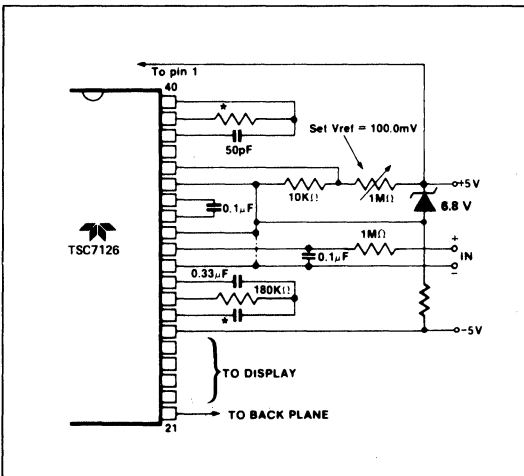 To pin 1
40
*
50pF
Set Vref = 100.0mV
10KΩ
1MΩ
+5V
6.8 V
0.1µF
TSC7126
1MΩ
+
IN
−
0.1µF
0.33µF
180KΩ
*
−5V
TO DISPLAY
TO BACK PLANE
21